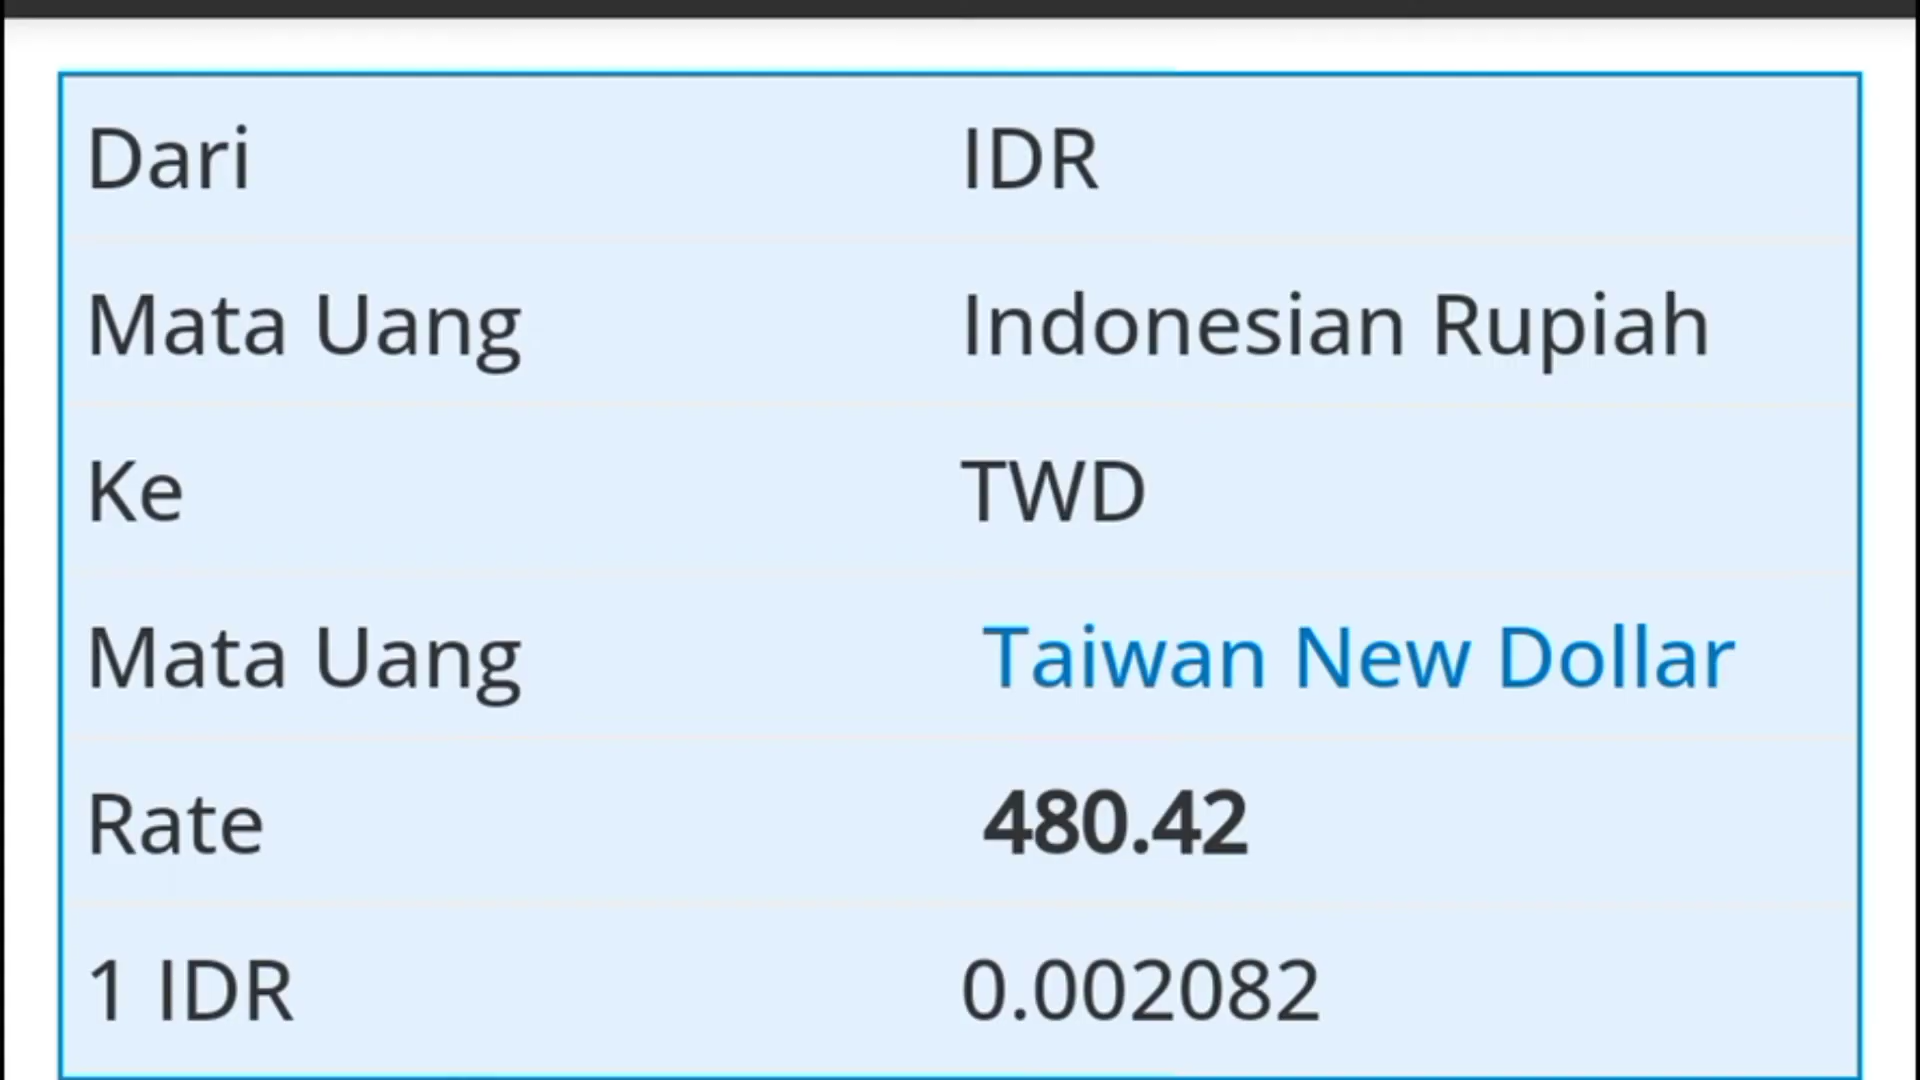 Dari IDR
Mata Uang Indonesian Rupiah
Ke TWD
Mata Uang Taiwan New Dollar
Rate 480.42
1 IDR 0.002082